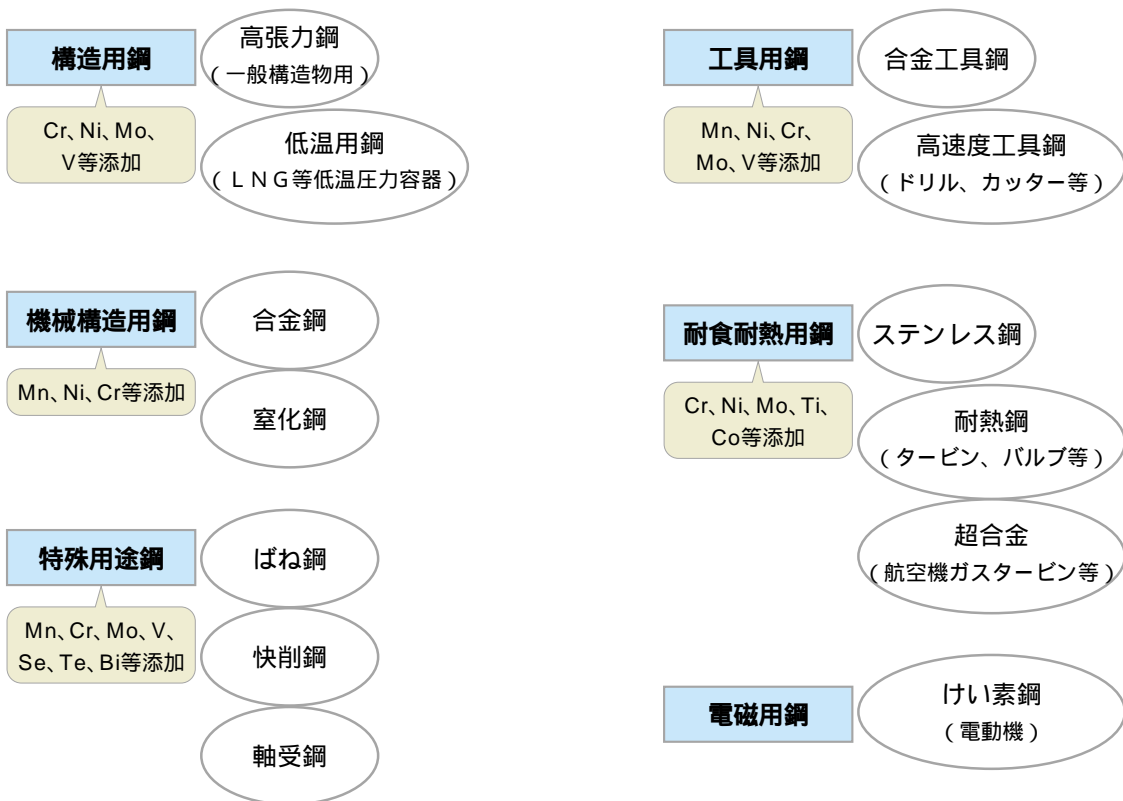 構造用鋼
高張力鋼
(一般構造物用)
Cr、Ni、Mo、
V等添加
低温用鋼
(LNG等低温圧力容器)
機械構造用鋼
合金鋼
Mn、Ni、Cr等添加
窒化鋼
特殊用途鋼
ばね鋼
Mn、Cr、Mo、V、
Se、Te、Bi等添加
快削鋼
軸受鋼
工具用鋼
合金工具鋼
Mn、Ni、Cr、
Mo、V等添加
高速度工具鋼
(ドリル、カッター等)
耐食耐熱用鋼
ステンレス鋼
Cr、Ni、Mo、Ti、
Co等添加
耐熱鋼
(タービン、バルブ等)
超合金
(航空機ガスタービン等)
電磁用鋼
けい素鋼
(電動機)